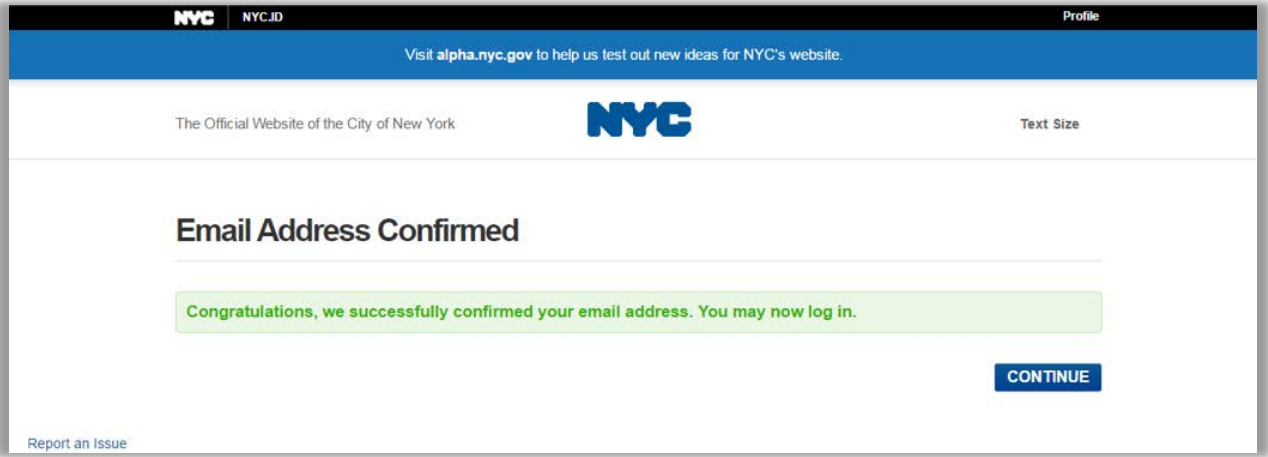 NYC NYC.ID Profile
Visit alpha.nyc.gov to help us test out new ideas for NYC's website.
The Official Website of the City of New York NYC Text Size
Email Address Confirmed
Congratulations, we successfully confirmed your email address. You may now log in.
CONTINUE
Report an Issue